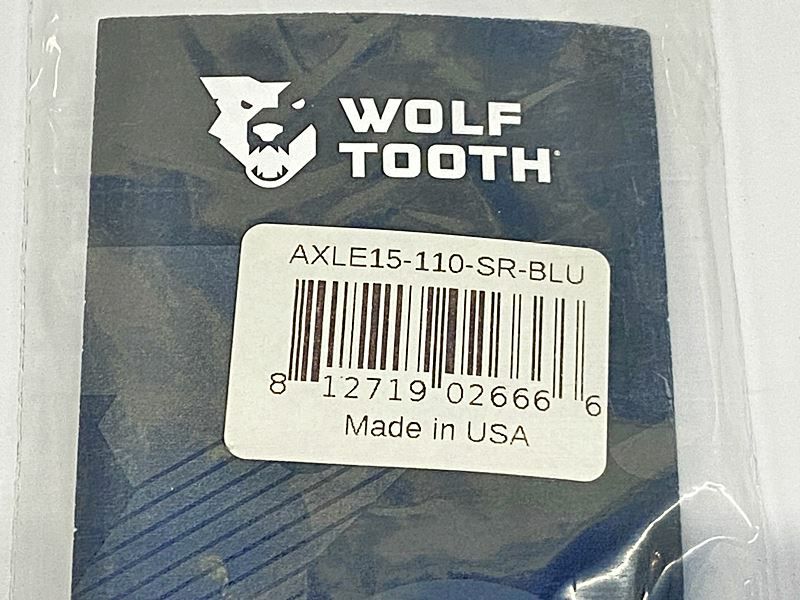 WOLF
TOOTH
AXLE15-110-SR-BLU
8 12719 02666 6
Made in USA